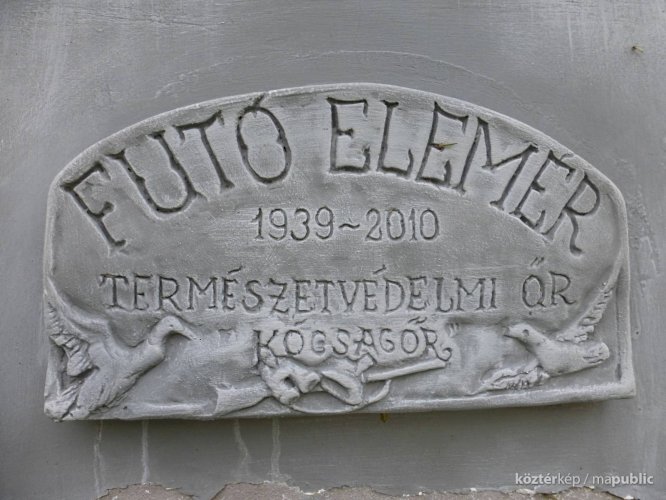 FUTÓ ELEMÉR
1939~2010
TERMÉSZETVÉDELMI ŐR
"KÓCSAGŐR"
köztérkép / mapublic